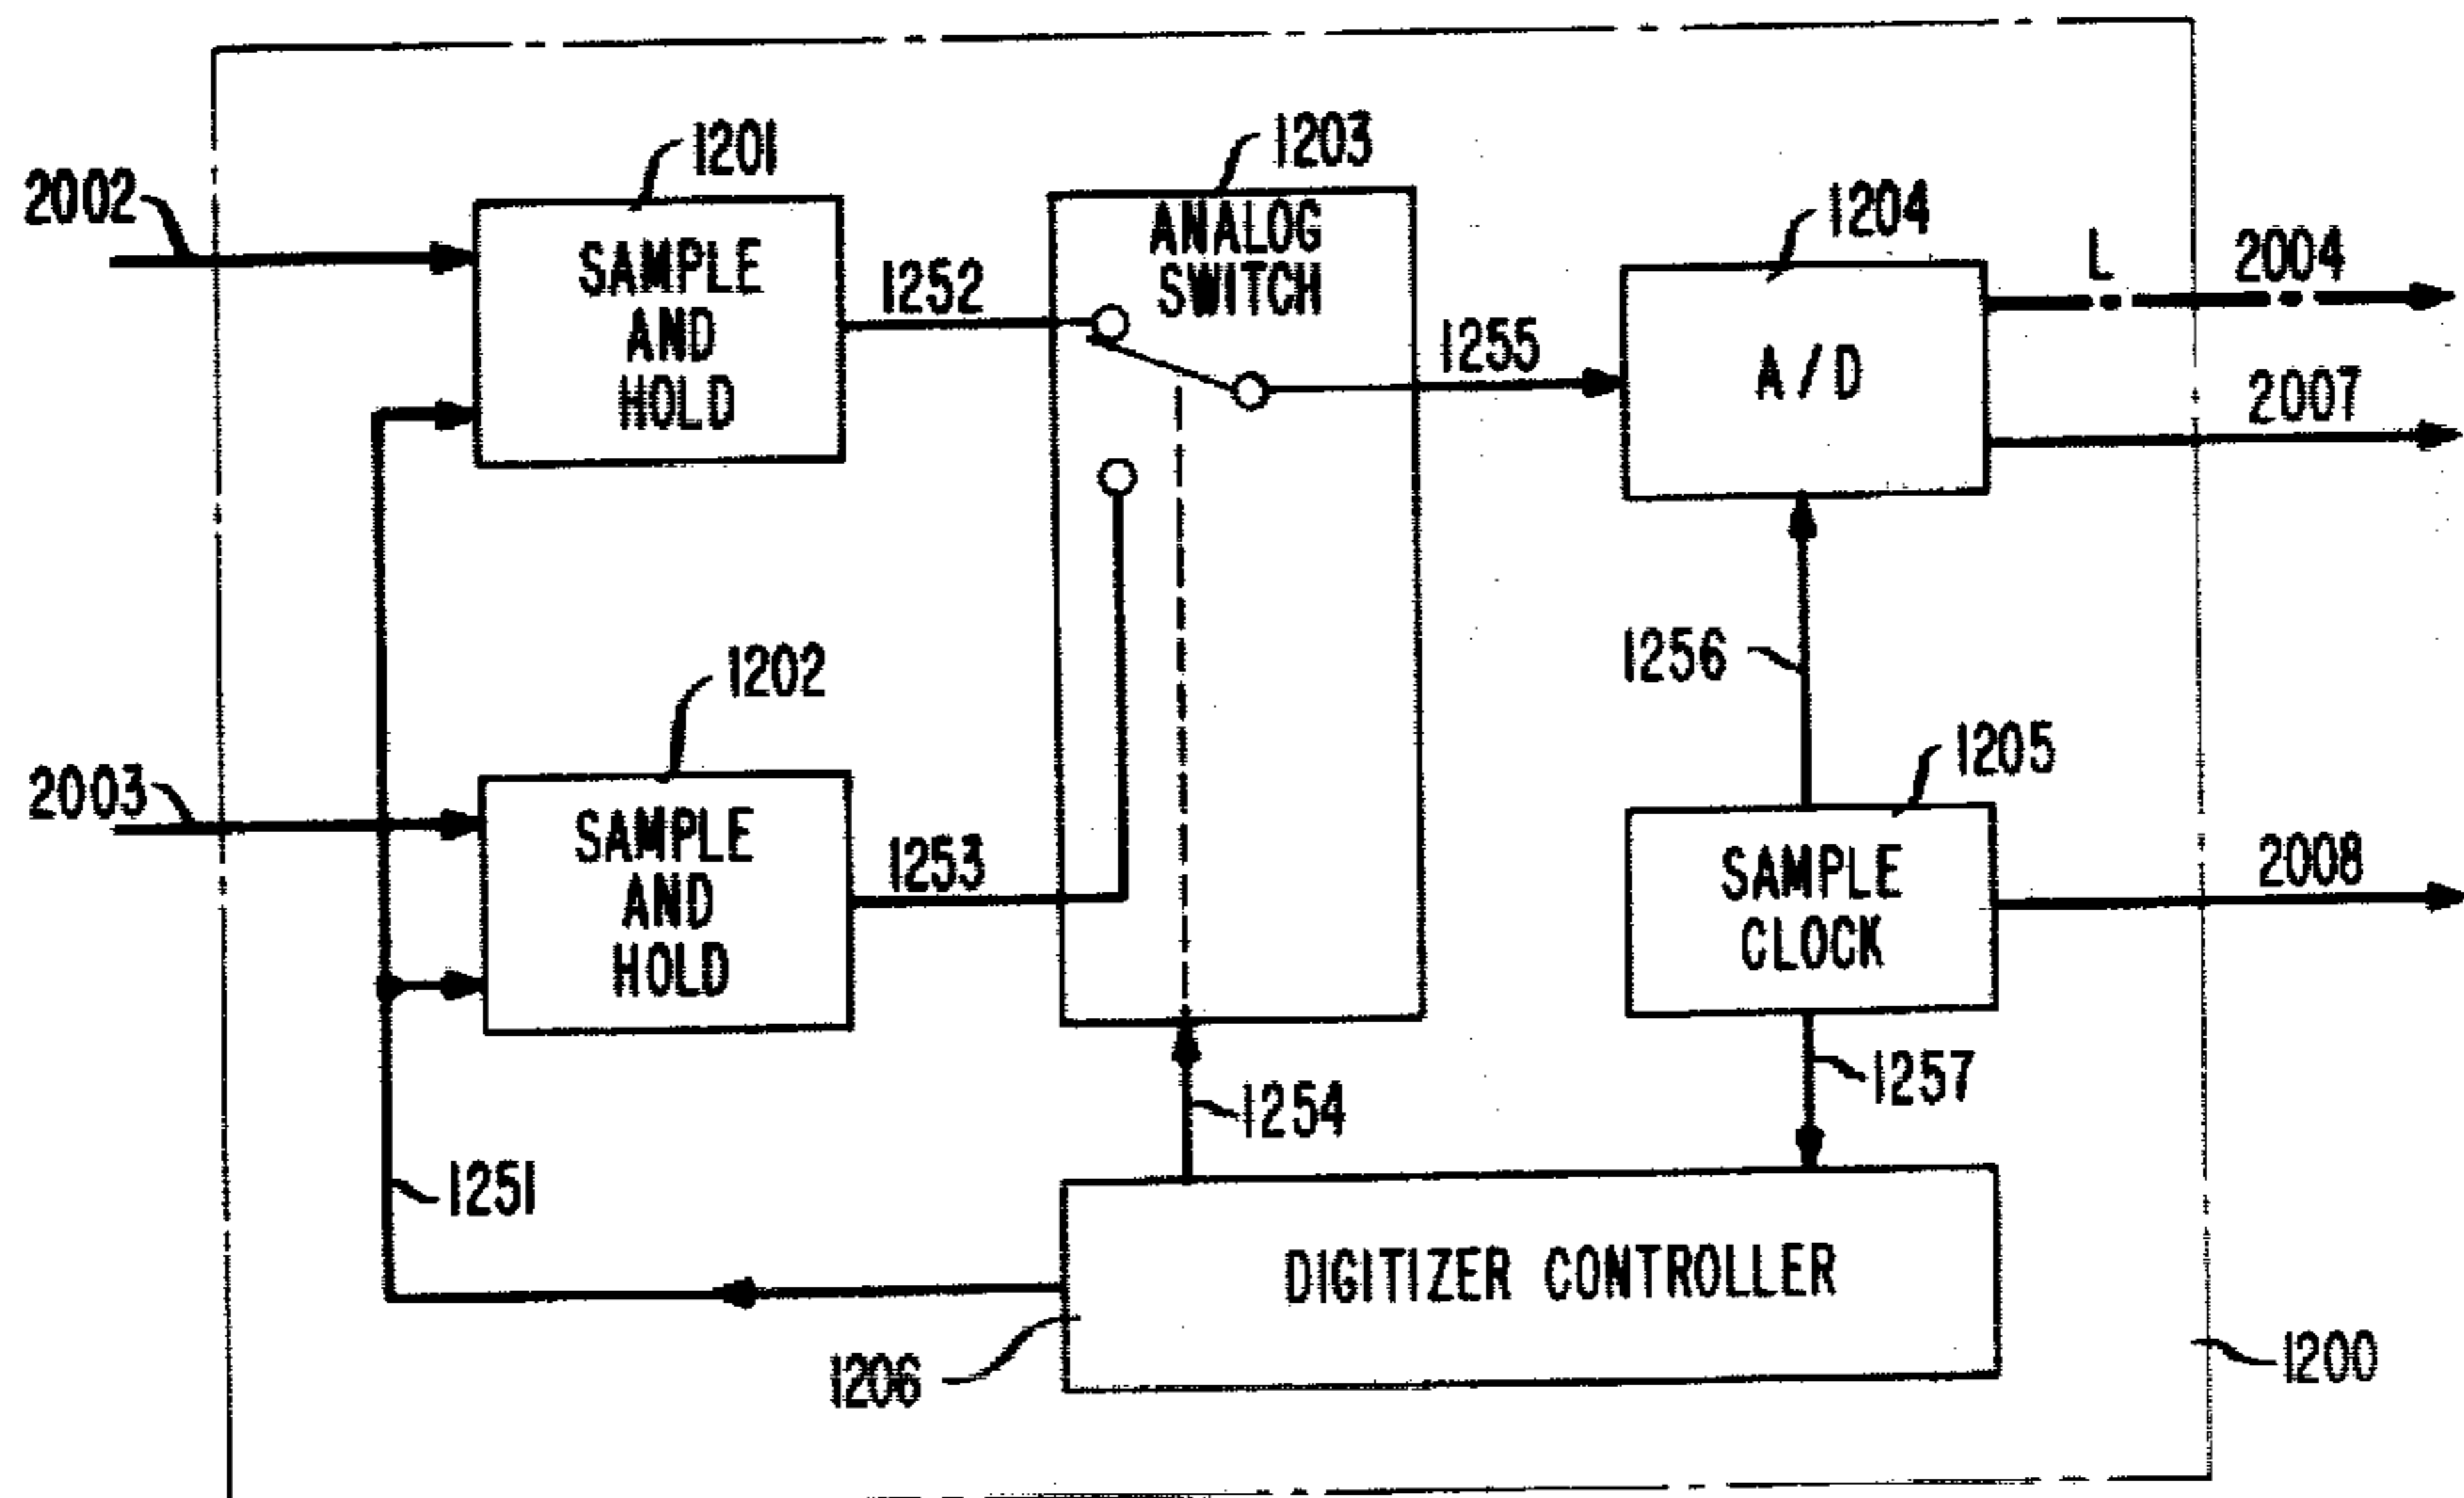 1201
1203
2002
1204
ANALOG
SWITCH
SAMPLE
AND
HOLD
1252
L
2004
1255
A/D
2007
1202
1256
1205
2003
SAMPLE
AND
HOLD
1253
SAMPLE
CLOCK
2008
1254
1257
1251
DIGITIZER CONTROLLER
1206
1200